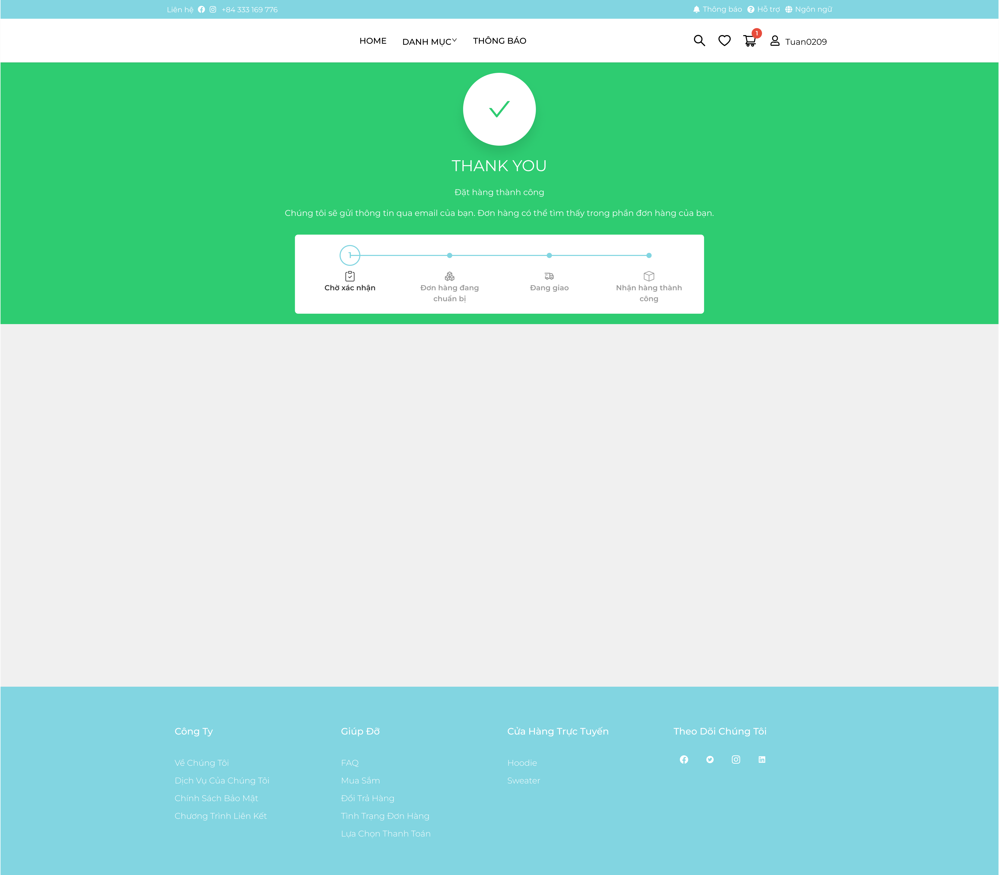 Liên hệ +84 333 169 776
Thông báo Hỗ trợ Ngôn ngữ
HOME DANH MỤC THÔNG BÁO
1
Tuan0209
THANK YOU
Đặt hàng thành công
Chúng tôi sẽ gửi thông tin qua email của bạn. Đơn hàng có thể tìm thấy trong phần đơn hàng của bạn.
1
Chờ xác nhận
Đơn hàng đang
chuẩn bị
Đang giao
Nhận hàng thành
công
Công Ty
Về Chúng Tôi
Dịch Vụ Của Chúng Tôi
Chính Sách Bảo Mật
Chương Trình Liên Kết
Giúp Đỡ
FAQ
Mua Sắm
Đổi Trả Hàng
Tình Trạng Đơn Hàng
Lựa Chọn Thanh Toán
Cửa Hàng Trực Tuyến
Hoodie
Sweater
Theo Dõi Chúng Tôi